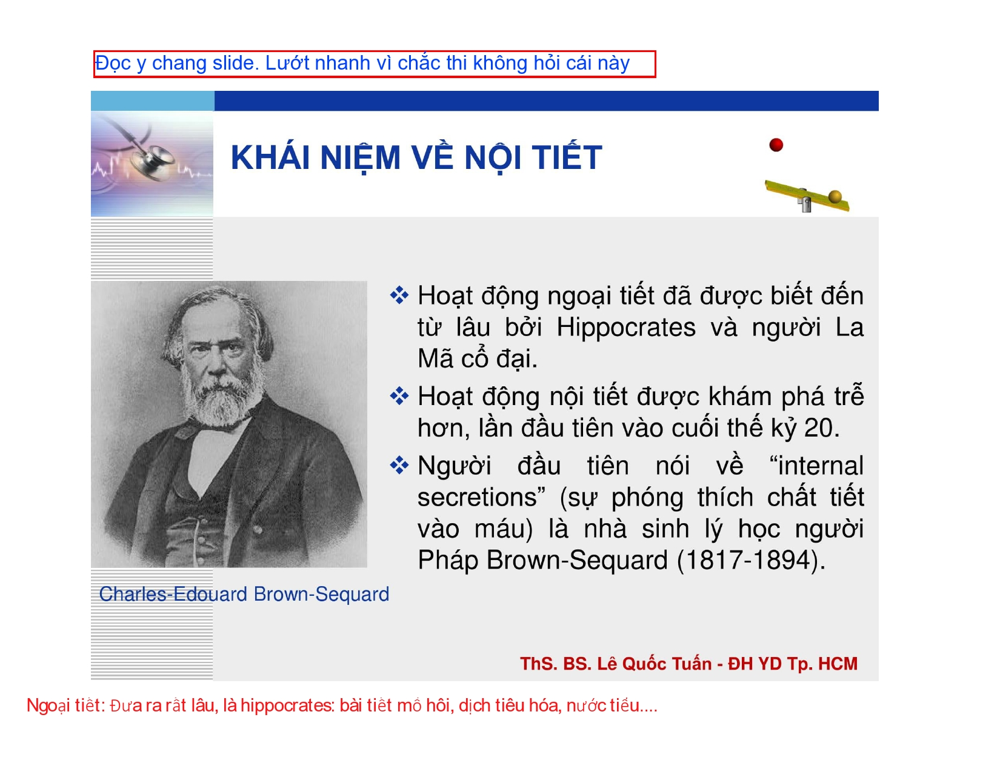 Đọc y chang slide. Lướt nhanh vì chắc thi không hỏi cái này
KHÁI NIỆM VỀ NỘI TIẾT
Hoạt động ngoại tiết đã được biết đến
từ lâu bởi Hippocrates và người La
Mã cổ đại.
Hoạt động nội tiết được khám phá trễ
hơn, lần đầu tiên vào cuối thế kỷ 20.
Người đầu tiên nói về “internal
secretions” (sự phóng thích chất tiết
vào máu) là nhà sinh lý học người
Pháp Brown-Sequard (1817-1894).
Charles-Edouard Brown-Sequard
ThS. BS. Lê Quốc Tuấn - ĐH YD Tp. HCM
Ngoại tiết: Đưa ra rất lâu, là hippocrates: bài tiết mồ hôi, dịch tiêu hóa, nước tiểu....